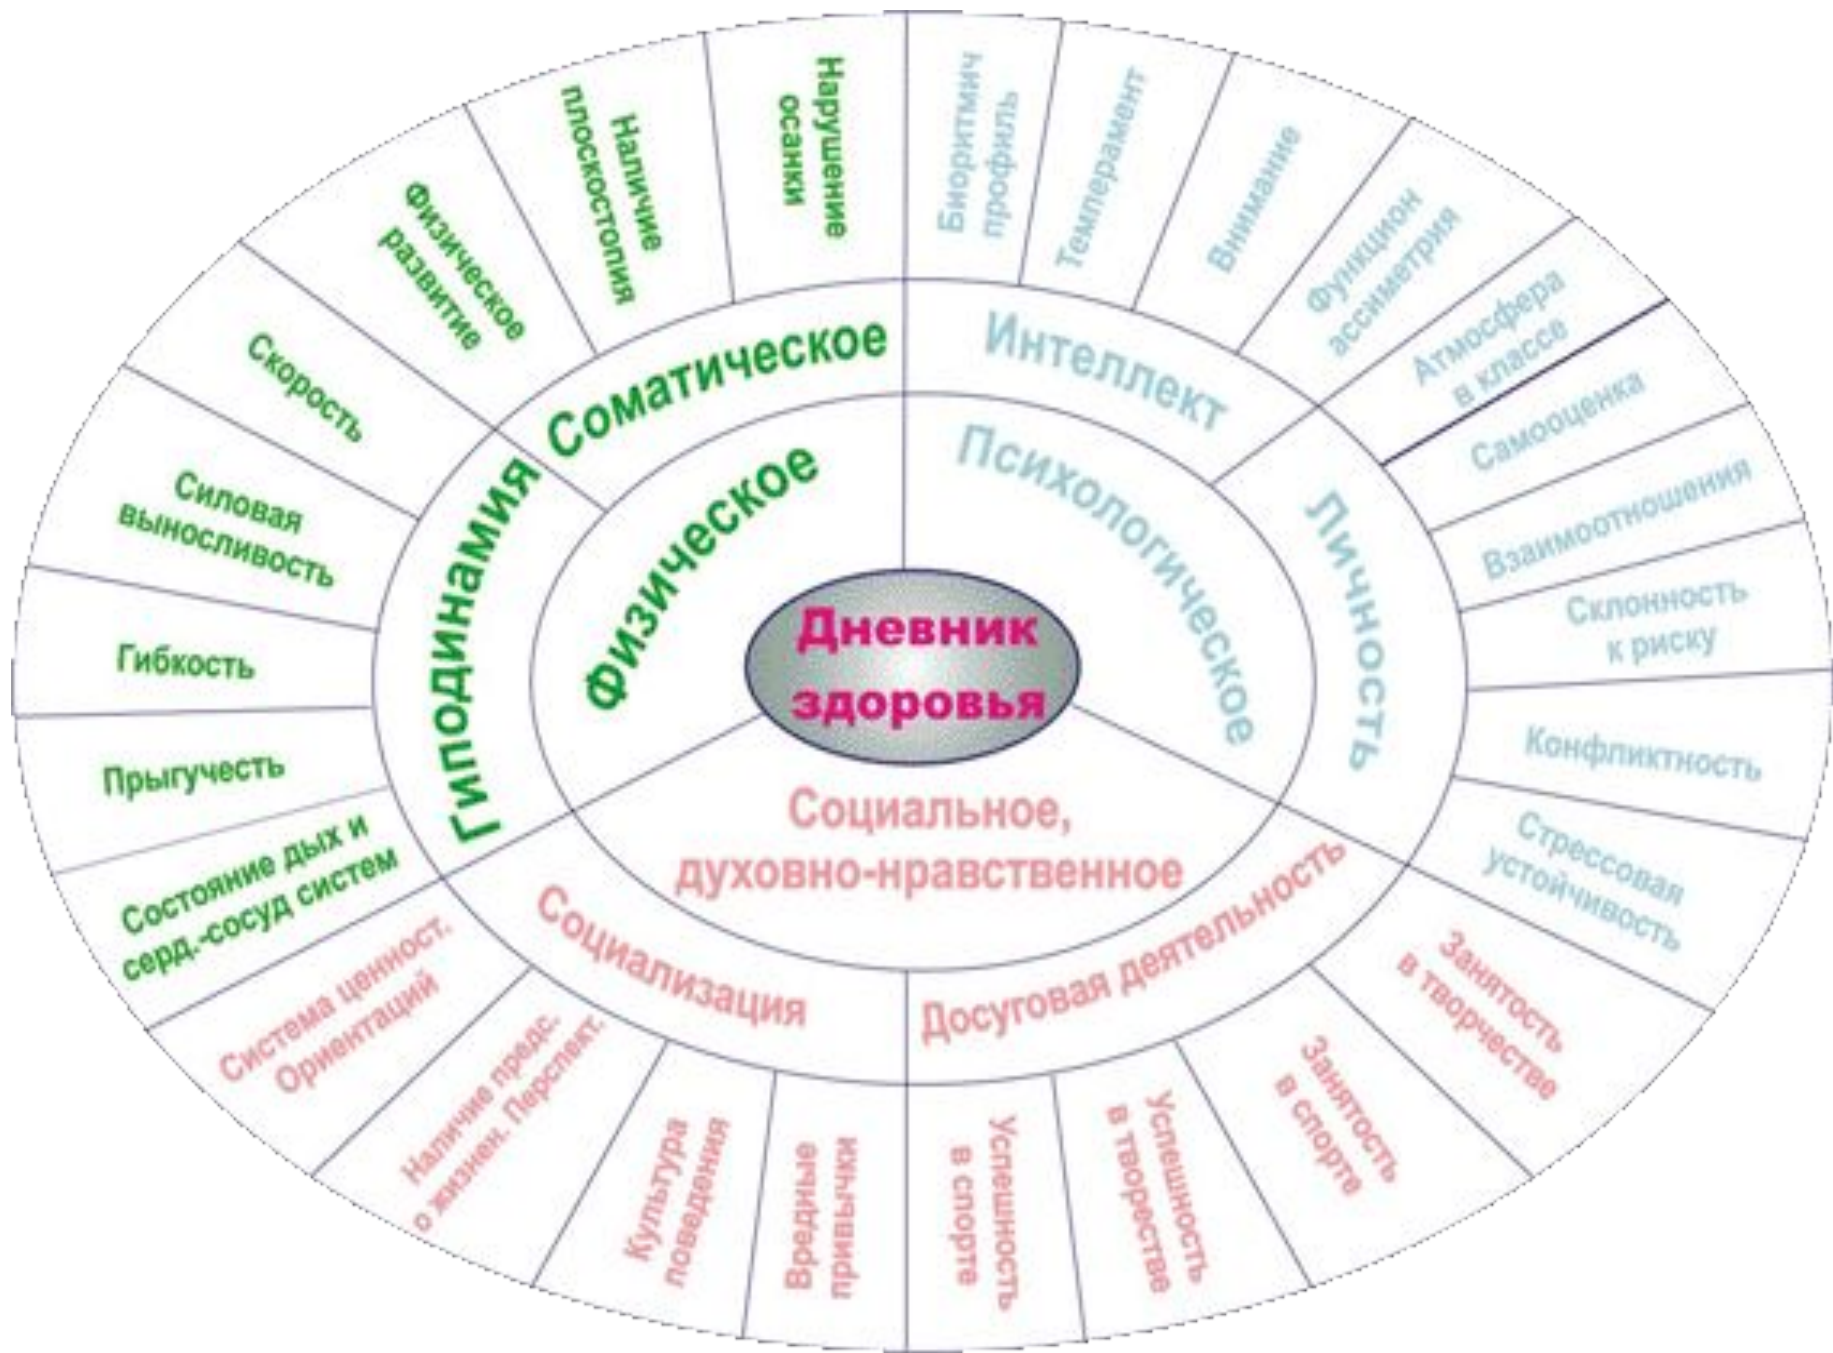 Дневник
здоровья
Физическое
Психологическое
Социальное,
духовно-нравственное
Соматическое
Интеллект
Личность
Досуговая деятельность
Социализация
Гиподинамия
Нарушение
осанки
Биоритмич
профиль
Темперамент
Внимание
Функцион
ассиметрия
Атмосфера
в классе
Самооценка
Взаимоотношения
Склонность
к риску
Конфликтность
Стрессовая
устойчивость
Занятость
в творчестве
Занятость
в спорте
Успешность
в творестве
Успешность
в спорте
Вредные
привычки
Культура
поведения
Наличие предс.
о жизнен. Перспект.
Система ценност.
Ориентаций
Состояние дых и
серд.-сосуд систем
Прыгучесть
Гибкость
Силовая
выносливость
Скорость
Физическое
развитие
Наличие
плоскостопия